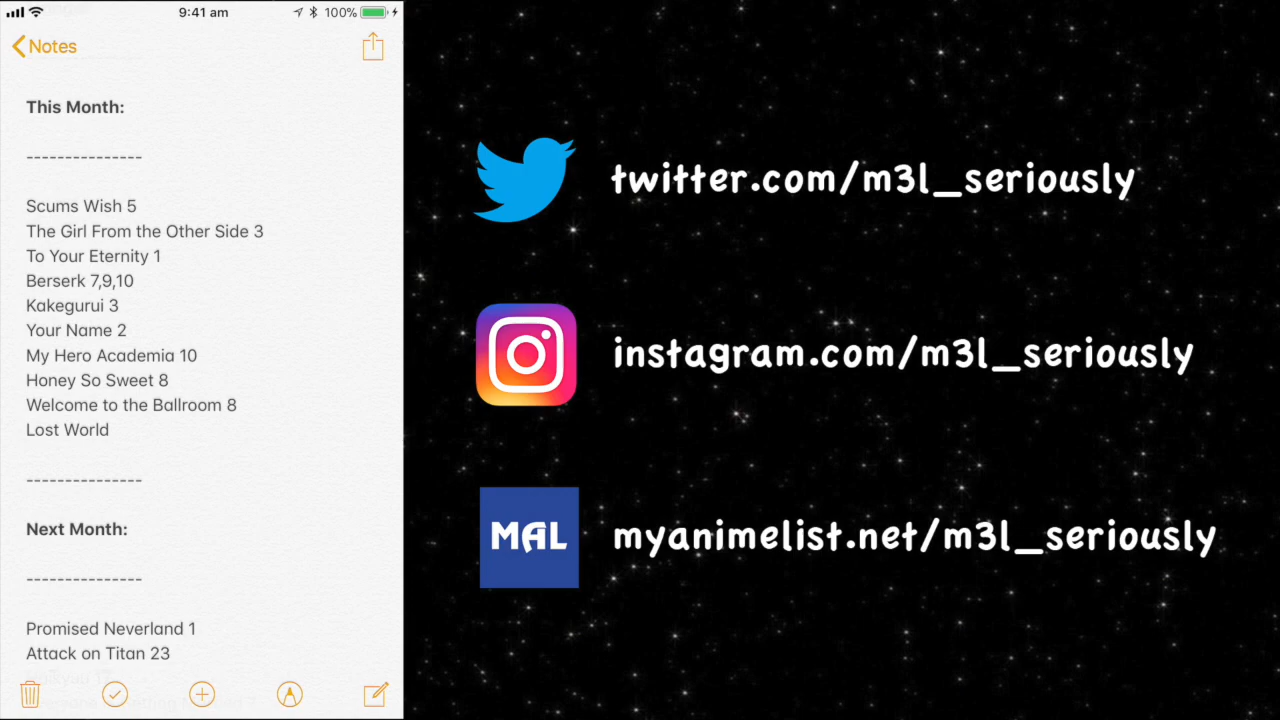 9:41 am
100%
Notes
This Month:
---------------
Scums Wish 5
The Girl From the Other Side 3
To Your Eternity 1
Berserk 7,9,10
Kakegurui 3
Your Name 2
My Hero Academia 10
Honey So Sweet 8
Welcome to the Ballroom 8
Lost World
---------------
Next Month:
---------------
Promised Neverland 1
Attack on Titan 23
twitter.com/m3l_seriously
instagram.com/m3l_seriously
MAL
myanimelist.net/m3l_seriously